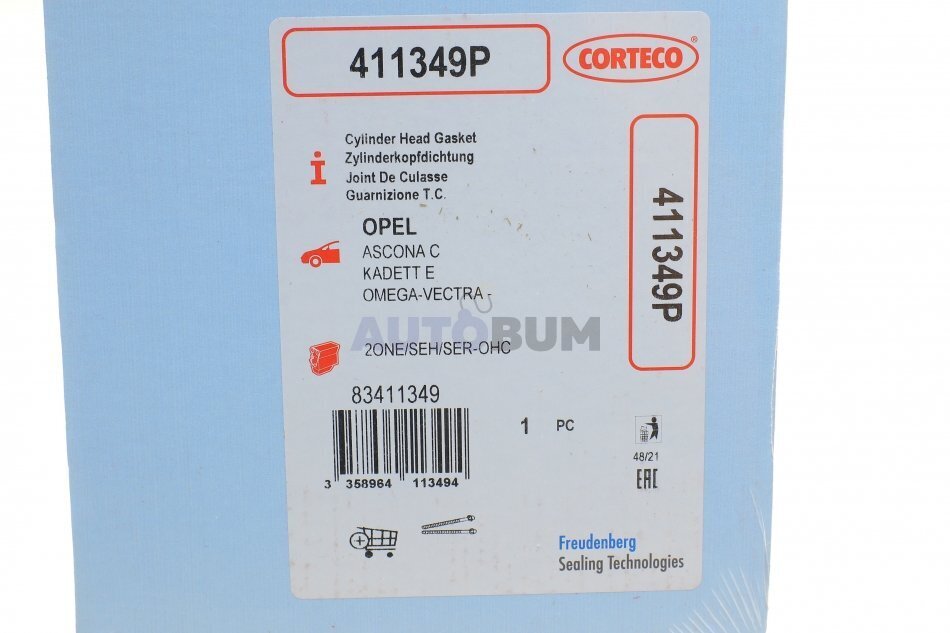 411349P
CORTECO
®
Cylinder Head Gasket
Zylinderkopfdichtung
Joint De Culasse
Guarnizione T.C.
i
OPEL
ASCONA C
KADETT E
OMEGA-VECTRA -
AUTOBUM
2ONE/SEH/SER-OHC
411349P
83411349
3 358964 113494
1 PC
48/21
EAC
Freudenberg
Sealing Technologies